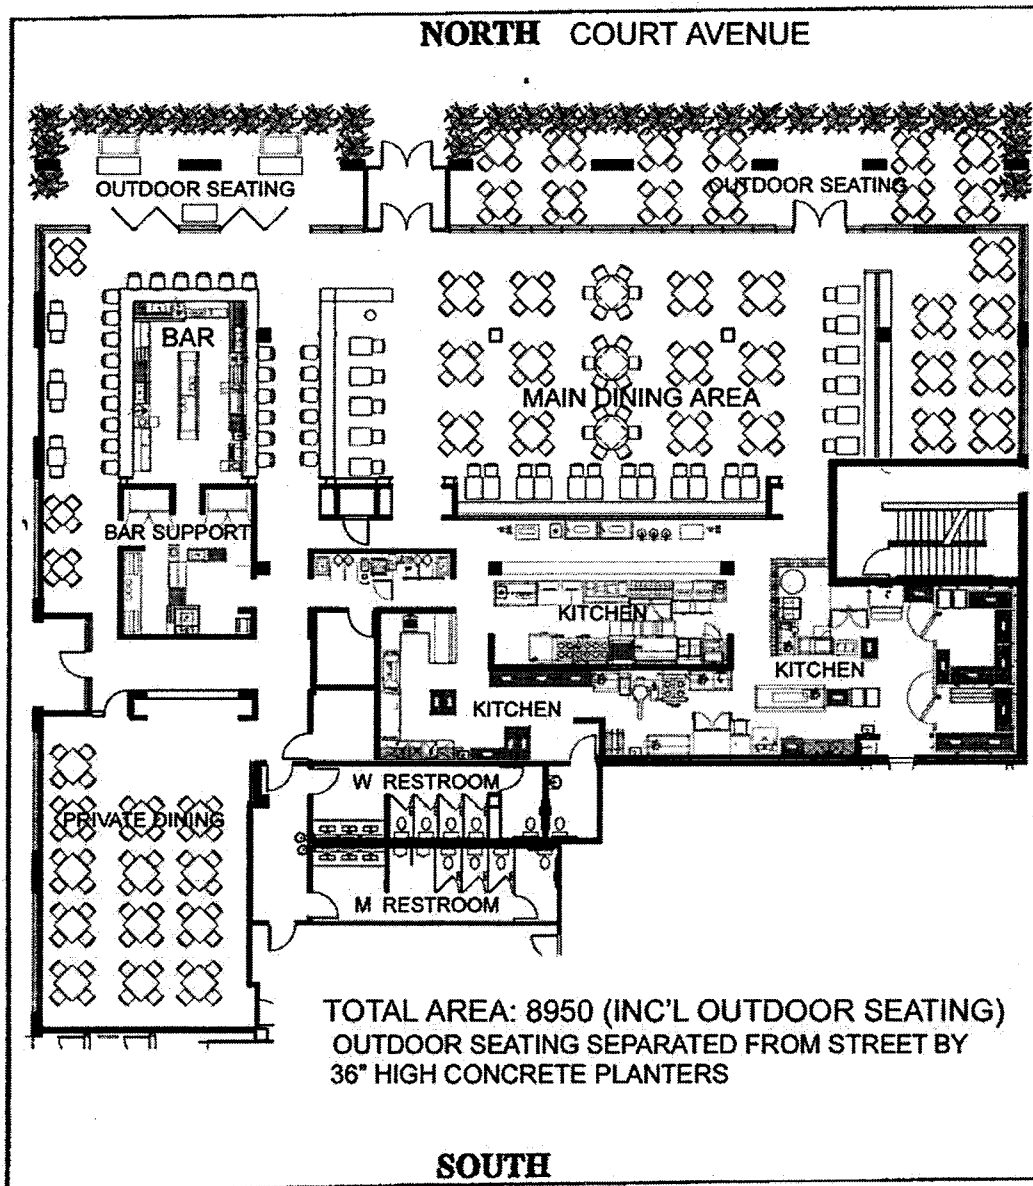 NORTH COURT AVENUE
OUTDOOR SEATING
OUTDOOR SEATING
BAR
MAIN DINING AREA
BAR SUPPORT
KITCHEN
KITCHEN
KITCHEN
W RESTROOM
PRIVATE DINING
M RESTROOM
TOTAL AREA: 8950 (INC'L OUTDOOR SEATING)
OUTDOOR SEATING SEPARATED FROM STREET BY
36" HIGH CONCRETE PLANTERS
SOUTH